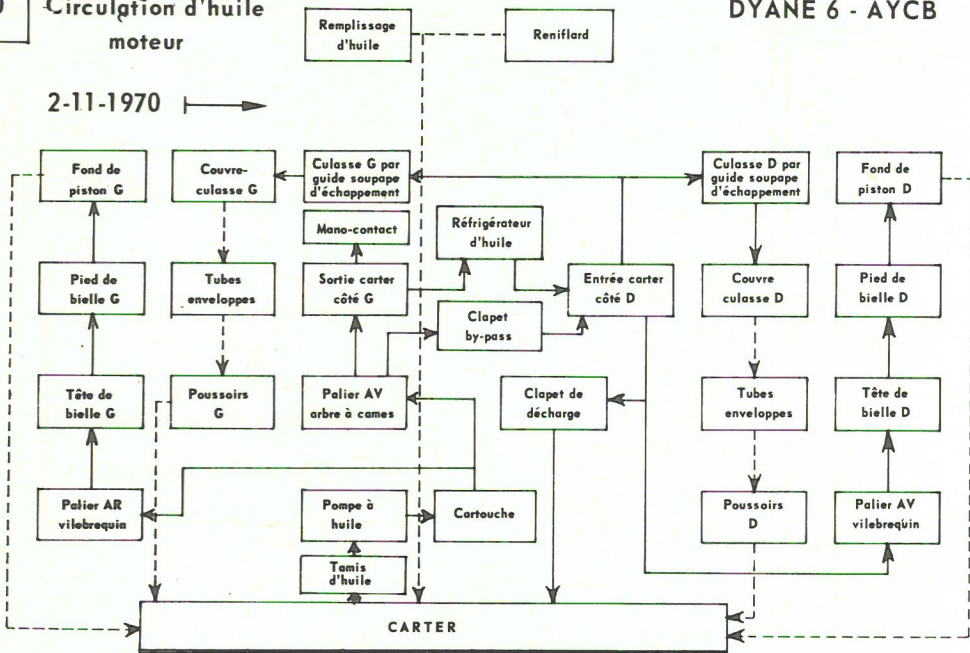 Circulation d'huile
moteur
DYANE 6 - AYCB
2-11-1970
Remplissage
d'huile
Reniflard
Fond de
piston G
Couvre-
culasse G
Culasse G par
guide soupape
d'échappement
Culasse D par
guide soupape
d'échappement
Fond de
piston D
Mano-contact
Réfrigérateur
d'huile
Pied de
bielle G
Tubes
enveloppes
Sortie carter
côté G
Entrée carter
côté D
Couvre
culasse D
Pied de
bielle D
Clapet
by-pass
Tête de
bielle G
Poussoirs
G
Palier AV
arbre à cames
Clapet de
décharge
Tubes
enveloppes
Tête de
bielle D
Palier AR
vilebrequin
Pompe à
huile
Cartouche
Poussoirs
D
Palier AV
vilebrequin
Tamis
d'huile
CARTER